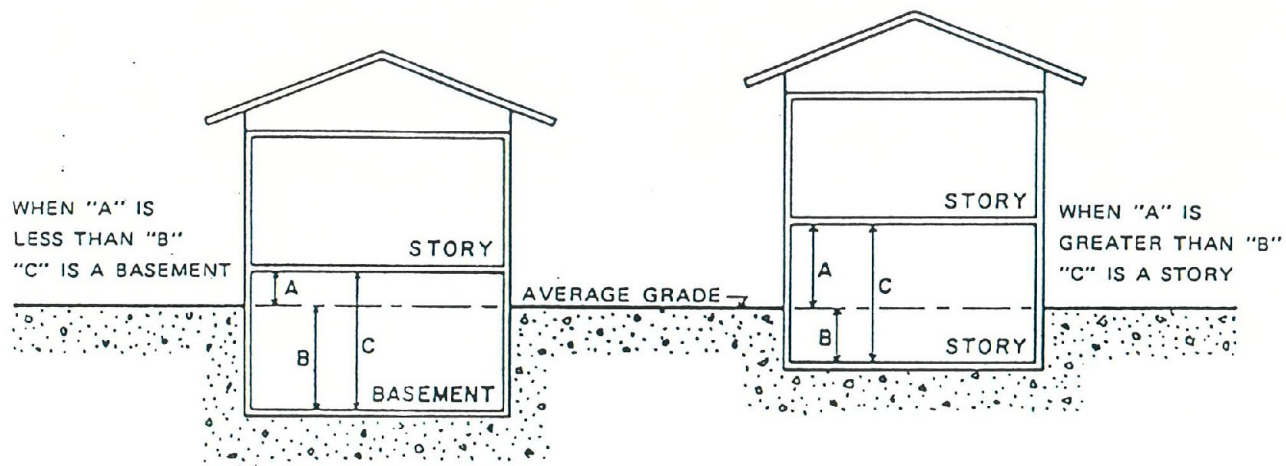 WHEN "A" IS
LESS THAN "B"
"C" IS A BASEMENT
STORY
A
B
C
BASEMENT
AVERAGE GRADE
STORY
A
B
C
STORY
WHEN "A" IS
GREATER THAN "B"
"C" IS A STORY